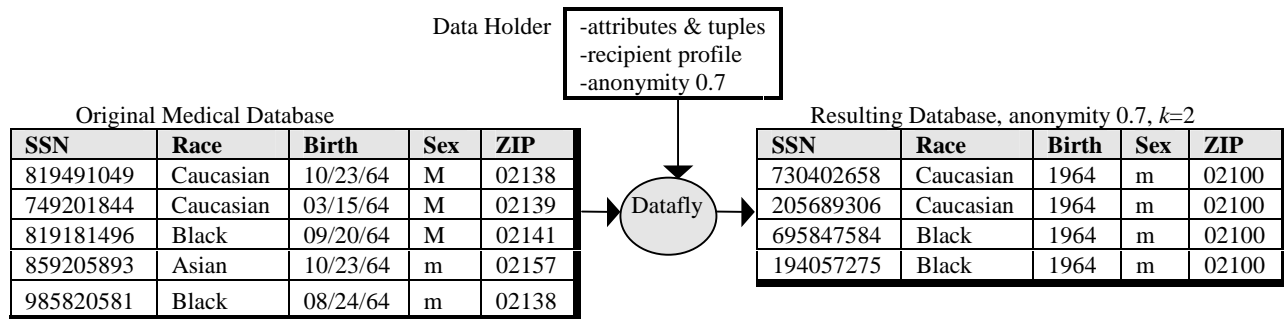 Data Holder
-attributes & tuples
-recipient profile
-anonymity 0.7
Original Medical Database
SSN Race Birth Sex ZIP
819491049 Caucasian 10/23/64 M 02138
749201844 Caucasian 03/15/64 M 02139
819181496 Black 09/20/64 M 02141
859205893 Asian 10/23/64 m 02157
985820581 Black 08/24/64 m 02138
Datafly
Resulting Database, anonymity 0.7, k=2
SSN Race Birth Sex ZIP
730402658 Caucasian 1964 m 02100
205689306 Caucasian 1964 m 02100
695847584 Black 1964 m 02100
194057275 Black 1964 m 02100